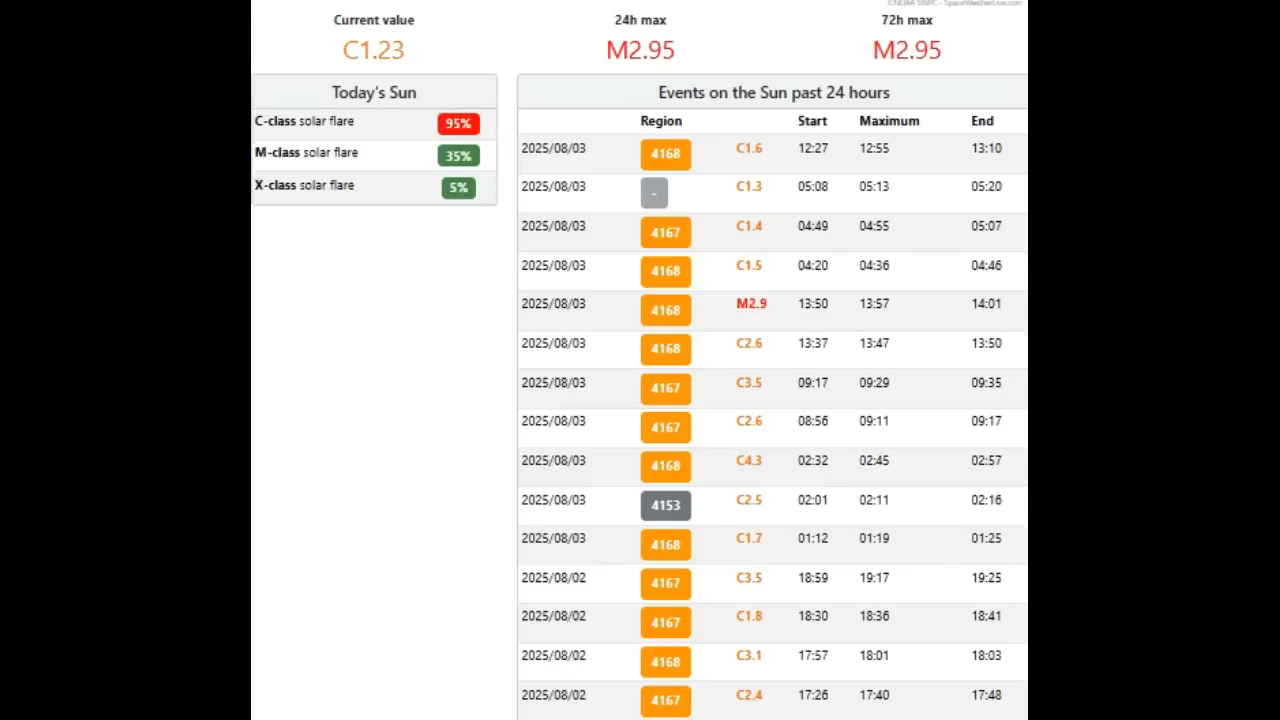 ©NOAA SWPC - SpaceWeatherLive.com
Current value 24h max 72h max
C1.23 M2.95 M2.95
Today's Sun
C-class solar flare 95%
M-class solar flare 35%
X-class solar flare 5%
Events on the Sun past 24 hours
Region Start Maximum End
2025/08/03 4168 C1.6 12:27 12:55 13:10
2025/08/03 - C1.3 05:08 05:13 05:20
2025/08/03 4167 C1.4 04:49 04:55 05:07
2025/08/03 4168 C1.5 04:20 04:36 04:46
2025/08/03 4168 M2.9 13:50 13:57 14:01
2025/08/03 4168 C2.6 13:37 13:47 13:50
2025/08/03 4167 C3.5 09:17 09:29 09:35
2025/08/03 4167 C2.6 08:56 09:11 09:17
2025/08/03 4168 C4.3 02:32 02:45 02:57
2025/08/03 4153 C2.5 02:01 02:11 02:16
2025/08/03 4168 C1.7 01:12 01:19 01:25
2025/08/02 4167 C3.5 18:59 19:17 19:25
2025/08/02 4167 C1.8 18:30 18:36 18:41
2025/08/02 4168 C3.1 17:57 18:01 18:03
2025/08/02 4167 C2.4 17:26 17:40 17:48